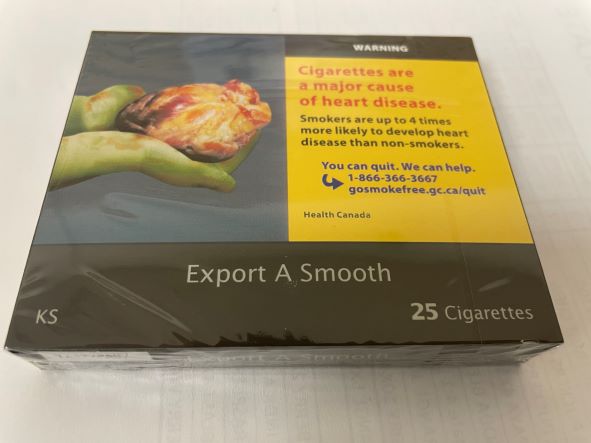 WARNING
Cigarettes are
a major cause
of heart disease.
Smokers are up to 4 times
more likely to develop heart
disease than non-smokers.
You can quit. We can help.
1-866-366-3667
gosmokefree.gc.ca/quit
Health Canada
Export A Smooth
KS
25 Cigarettes
Export A Smooth